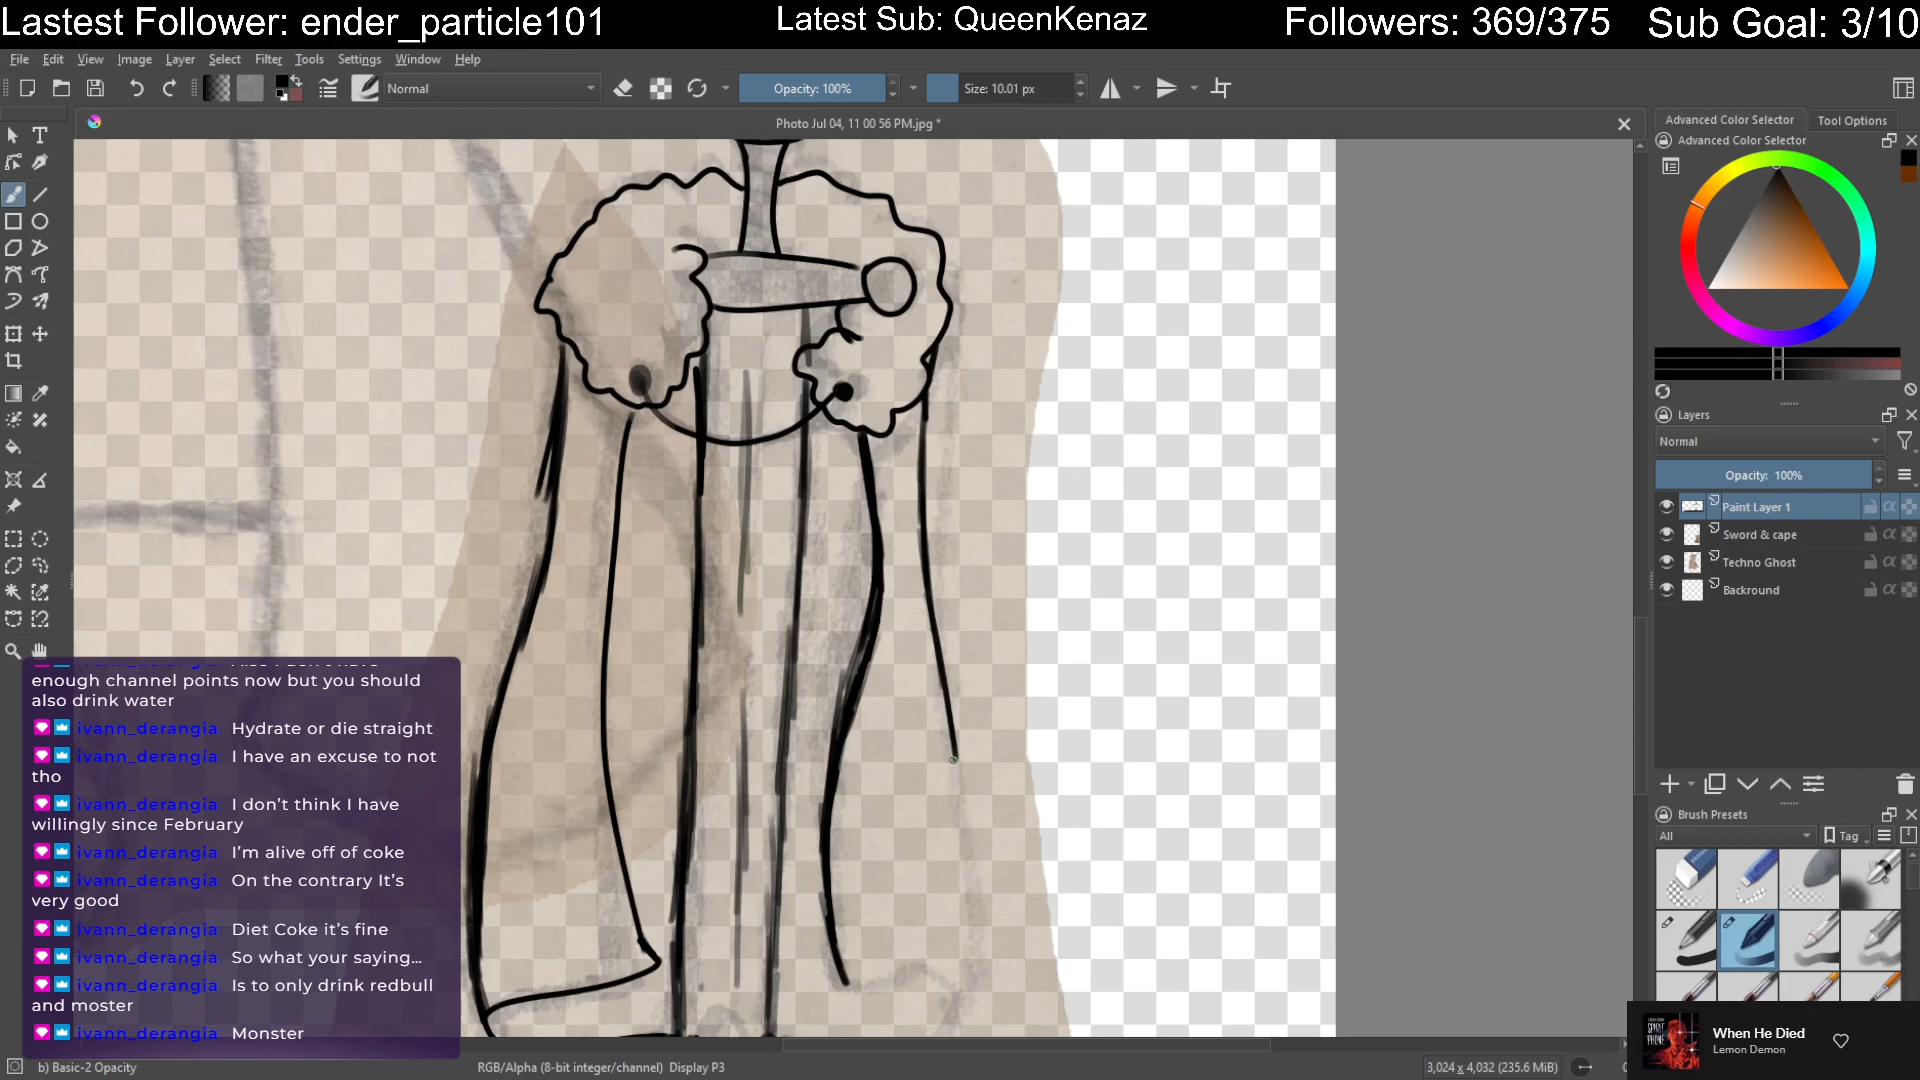 Lastest Follower: ender_particle101
Latest Sub: QueenKenaz
Followers: 369/375
Sub Goal: 3/10
File Edit View Image Layer Select Filter Tools Settings Window Help
Normal
Opacity: 100%
Size: 10.01 px
Photo Jul 04, 11 00 56 PM.jpg *
Advanced Color Selector
Tool Options
Advanced Color Selector
Layers
Normal
Opacity: 100%
Paint Layer 1
Sword & cape
Techno Ghost
Backround
Brush Presets
All
Tag
enough channel points now but you should
also drink water
ivann_derangia: Hydrate or die straight
ivann_derangia: I have an excuse to not
tho
ivann_derangia: I don't think I have
willingly since February
ivann_derangia: I'm alive off of coke
ivann_derangia: On the contrary It's
very good
ivann_derangia: Diet Coke it's fine
ivann_derangia: So what your saying...
ivann_derangia: Is to only drink redbull
and moster
ivann_derangia: Monster
When He Died
Lemon Demon
b) Basic-2 Opacity
RGB/Alpha (8-bit integer/channel) Display P3
3,024 x 4,032 (235.6 MiB)